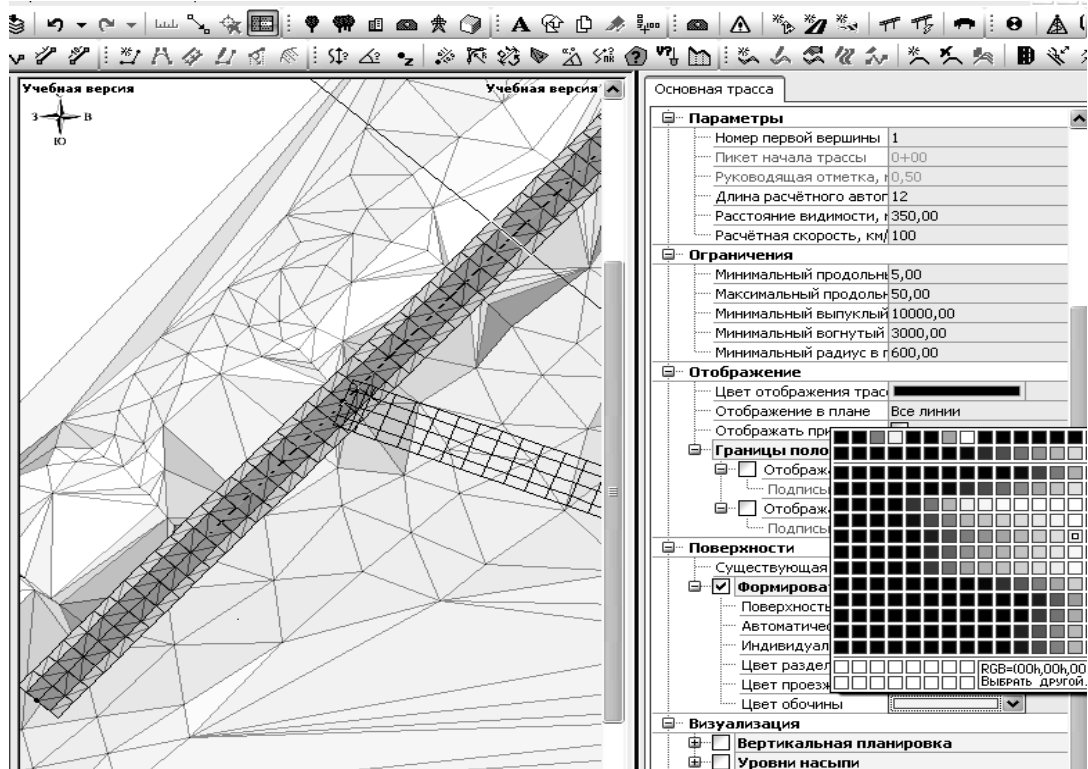 Учебная версия
Учебная версия
З В
Ю
Основная трасса
Параметры
Номер первой вершины 1
Пикет начала трассы 0+00
Руководящая отметка, 0,50
Длина расчётного автог 12
Расстояние видимости, 350,00
Расчётная скорость, км/ 100
Ограничения
Минимальный продольн 5,00
Максимальный продольн 50,00
Минимальный выпуклый 10000,00
Минимальный вогнутый 3000,00
Минимальный радиус в 600,00
Отображение
Цвет отображения трасс
Отображение в плане Все линии
Отображать при
Границы поло
Отображ
Подписы
Отображ
Подписы
Поверхности
Существующая
Формирова
Поверхность
Автоматичес
Индивидуал
Цвет раздел
Цвет проезж
RGB=(00h,00h,00
Выбрать другой.
Цвет обочины
Визуализация
Вертикальная планировка
Уровни насыпи